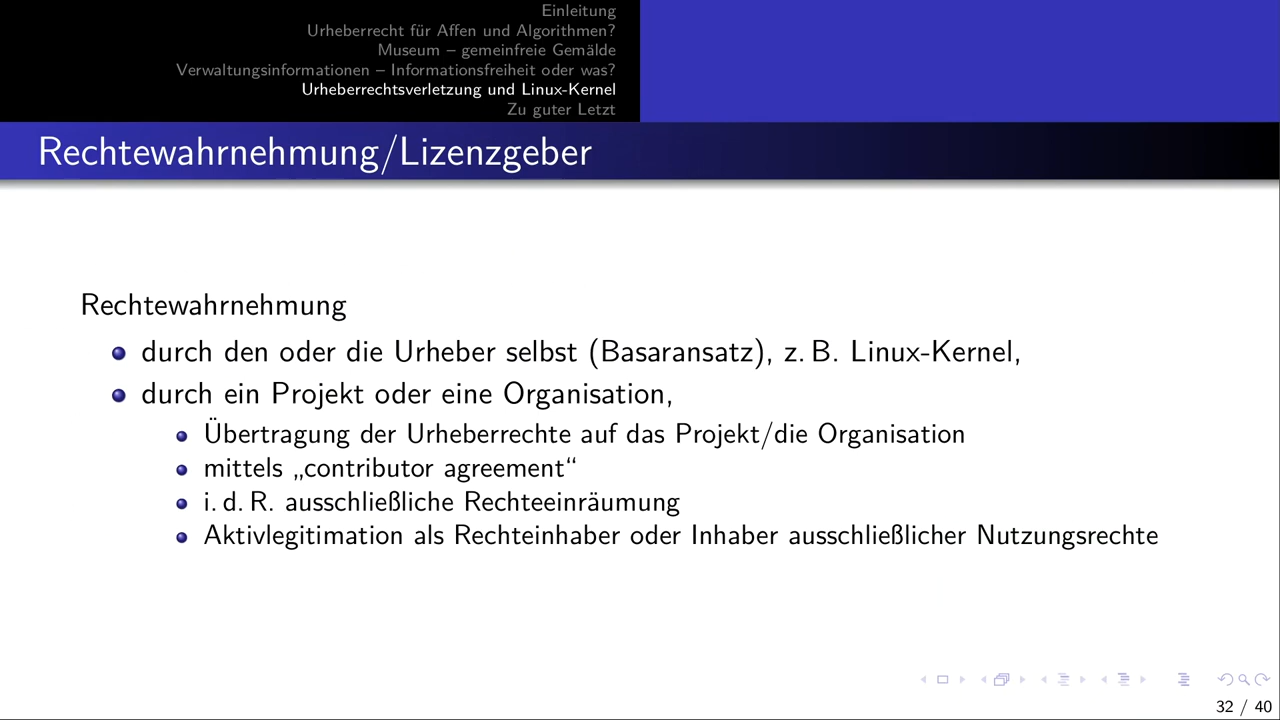 Einleitung
Urheberrecht für Affen und Algorithmen?
Museum – gemeinfreie Gemälde
Verwaltungsinformationen – Informationsfreiheit oder was?
Urheberrechtsverletzung und Linux-Kernel
Zu guter Letzt
Rechtewahrnehmung/Lizenzgeber
Rechtewahrnehmung
durch den oder die Urheber selbst (Basaransatz), z. B. Linux-Kernel,
durch ein Projekt oder eine Organisation,
Übertragung der Urheberrechte auf das Projekt/die Organisation
mittels „contributor agreement“
i. d. R. ausschließliche Rechteeinräumung
Aktivlegitimation als Rechteinhaber oder Inhaber ausschließlicher Nutzungsrechte
32 / 40